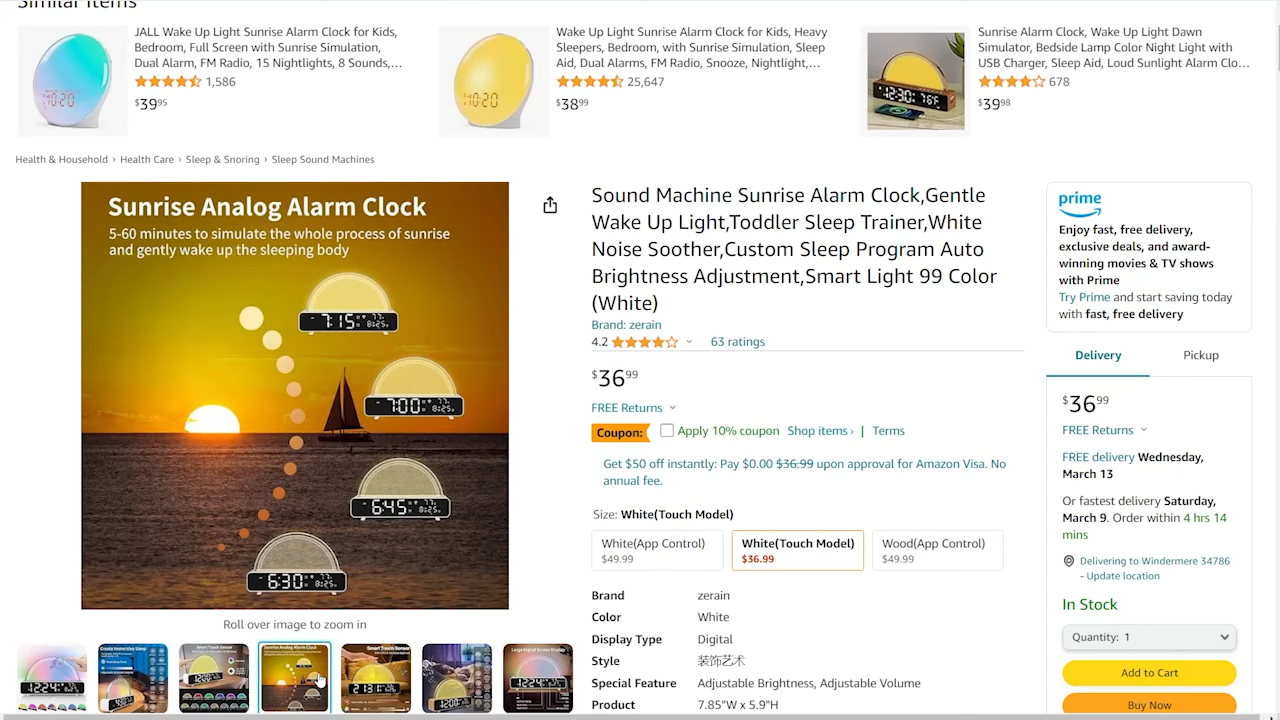 Similar items
JALL Wake Up Light Sunrise Alarm Clock for Kids,
Bedroom, Full Screen with Sunrise Simulation,
Dual Alarm, FM Radio, 15 Nightlights, 8 Sounds,...
1,586
$39 95
Wake Up Light Sunrise Alarm Clock for Kids, Heavy
Sleepers, Bedroom, with Sunrise Simulation, Sleep
Aid, Dual Alarms, FM Radio, Snooze, Nightlight,...
25,647
$38 99
Sunrise Alarm Clock, Wake Up Light Dawn
Simulator, Bedside Lamp Color Night Light with
USB Charger, Sleep Aid, Loud Sunlight Alarm Clo...
678
$39 98
Health & Household › Health Care › Sleep & Snoring › Sleep Sound Machines
Sunrise Analog Alarm Clock
5-60 minutes to simulate the whole process of sunrise
and gently wake up the sleeping body
7:15
7:00
6:45
6:30
Roll over image to zoom in
Sound Machine Sunrise Alarm Clock,Gentle
Wake Up Light,Toddler Sleep Trainer,White
Noise Soother,Custom Sleep Program Auto
Brightness Adjustment,Smart Light 99 Color
(White)
Brand: zerain
4.2 63 ratings
$36 99
FREE Returns
Coupon: Apply 10% coupon Shop items › | Terms
Get $50 off instantly: Pay $0.00 $36.99 upon approval for Amazon Visa. No
annual fee.
Size: White(Touch Model)
White(App Control)
$49.99
White(Touch Model)
$36.99
Wood(App Control)
$49.99
Brand zerain
Color White
Display Type Digital
Style 装饰艺术
Special Feature Adjustable Brightness, Adjustable Volume
Product 7.85"W x 5.9"H
prime
Enjoy fast, free delivery,
exclusive deals, and award-
winning movies & TV shows
with Prime
Try Prime and start saving today
with fast, free delivery
Delivery Pickup
$36 99
FREE Returns
FREE delivery Wednesday,
March 13
Or fastest delivery Saturday,
March 9. Order within 4 hrs 14
mins
Delivering to Windermere 34786
- Update location
In Stock
Quantity: 1
Add to Cart
Buy Now